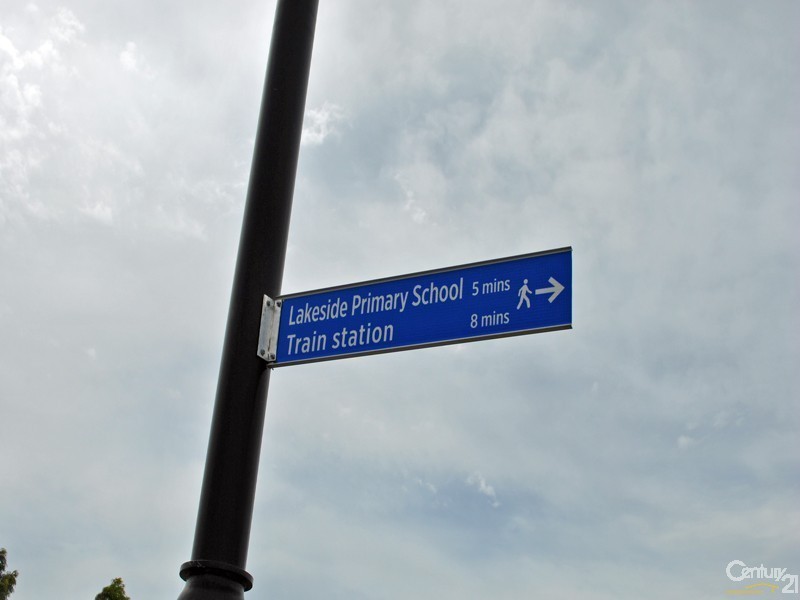 Lakeside Primary School 5 mins
Train station 8 mins
Century 21